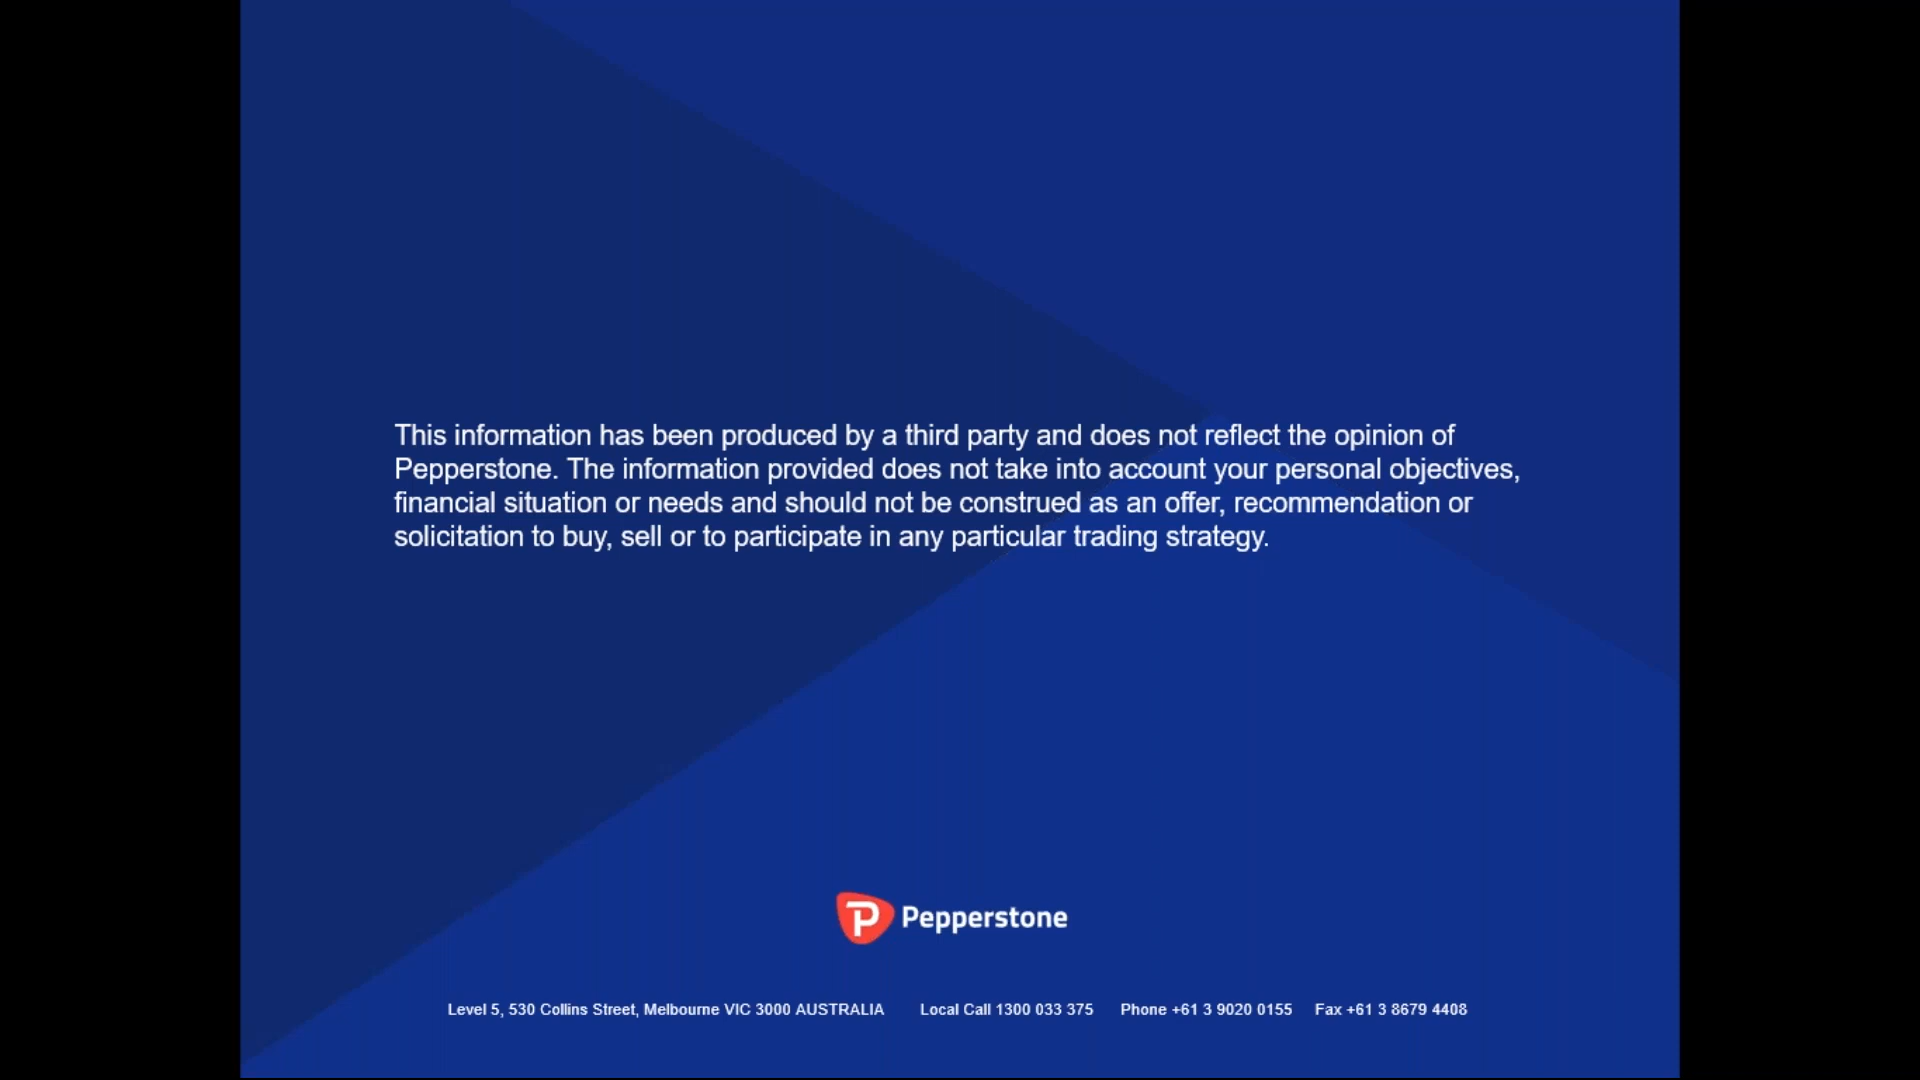 This information has been produced by a third party and does not reflect the opinion of
Pepperstone. The information provided does not take into account your personal objectives,
financial situation or needs and should not be construed as an offer, recommendation or
solicitation to buy, sell or to participate in any particular trading strategy.
Pepperstone
Level 5, 530 Collins Street, Melbourne VIC 3000 AUSTRALIA Local Call 1300 033 375 Phone +61 3 9020 0155 Fax +61 3 8679 4408